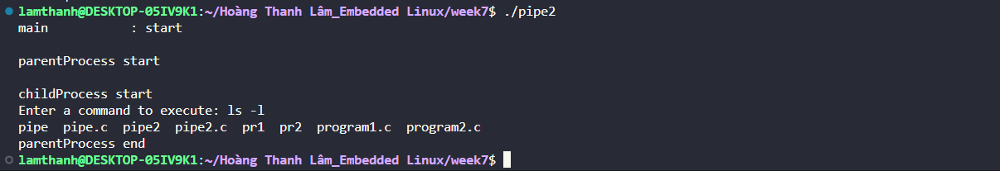 lamthanh@DESKTOP-05IV9K1:~/Hoàng Thanh Lâm_Embedded Linux/week7$ ./pipe2
main          : start
parentProcess start
childProcess start
Enter a command to execute: ls -l
pipe  pipe.c  pipe2  pipe2.c  pr1  pr2  program1.c  program2.c
parentProcess end
lamthanh@DESKTOP-05IV9K1:~/Hoàng Thanh Lâm_Embedded Linux/week7$